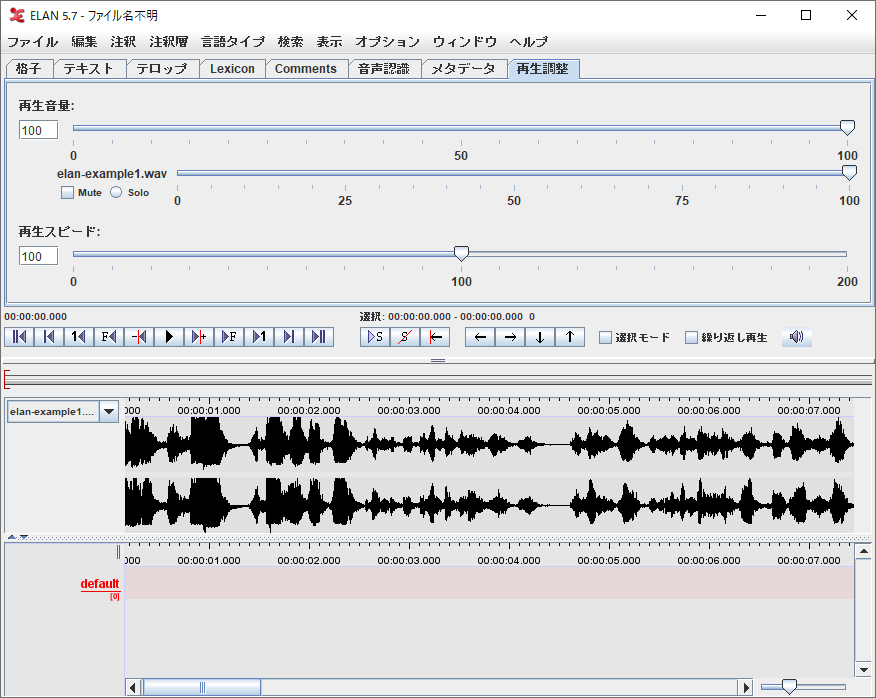 ELAN 5.7 - ファイル名不明
ファイル 編集 注釈 注釈層 言語タイプ 検索 表示 オプション ウィンドウ ヘルプ
格子 テキスト テロップ Lexicon Comments 音声認識 メタデータ 再生調整
再生音量:
100
0 50 100
elan-example1.wav
Mute Solo
0 25 50 75 100
再生スピード:
100
0 100 200
00:00:00.000 選択: 00:00:00.000 - 00:00:00.000 0
1 F F 1 S S 選択モード 繰り返し再生
elan-example1....
000 00:00:01.000 00:00:02.000 00:00:03.000 00:00:04.000 00:00:05.000 00:00:06.000 00:00:07.000
000 00:00:01.000 00:00:02.000 00:00:03.000 00:00:04.000 00:00:05.000 00:00:06.000 00:00:07.000
default
[0]